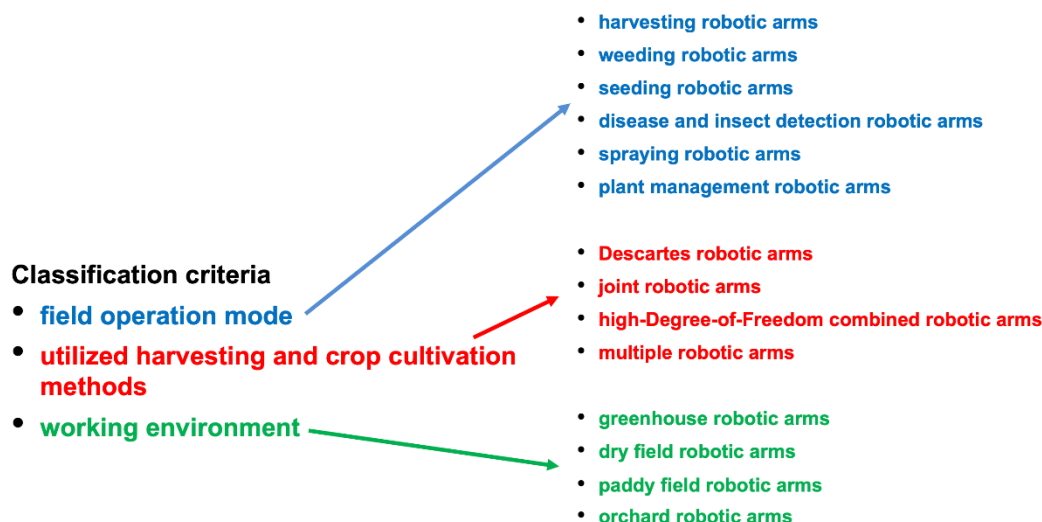 Classification criteria
• field operation mode
• utilized harvesting and crop cultivation
methods
• working environment
• harvesting robotic arms
• weeding robotic arms
• seeding robotic arms
• disease and insect detection robotic arms
• spraying robotic arms
• plant management robotic arms
• Descartes robotic arms
• joint robotic arms
• high-Degree-of-Freedom combined robotic arms
• multiple robotic arms
• greenhouse robotic arms
• dry field robotic arms
• paddy field robotic arms
• orchard robotic arms